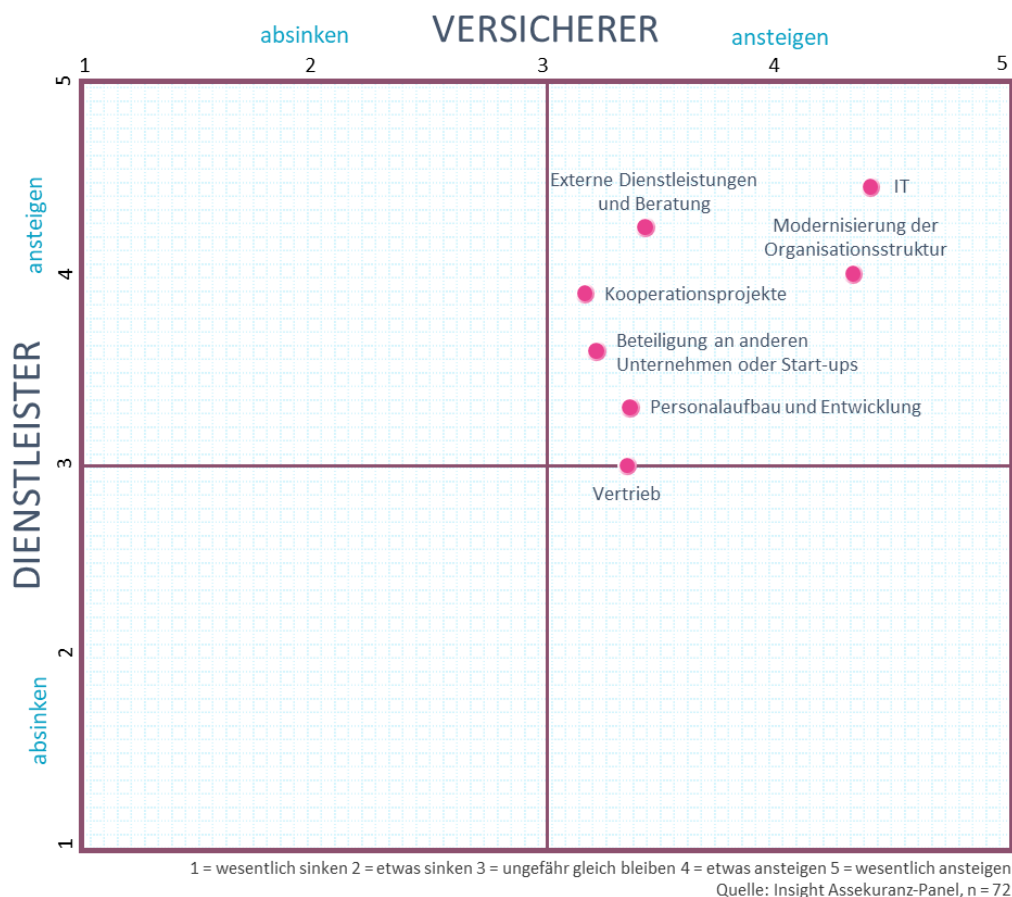 VERSICHERER
absinken
ansteigen
1
2
3
4
5
5
4
3
2
1
DIENSTLEISTER
ansteigen
absinken
Externe Dienstleistungen
und Beratung
IT
Modernisierung der
Organisationsstruktur
Kooperationsprojekte
Beteiligung an anderen
Unternehmen oder Start-ups
Personalaufbau und Entwicklung
Vertrieb
1 = wesentlich sinken 2 = etwas sinken 3 = ungefähr gleich bleiben 4 = etwas ansteigen 5 = wesentlich ansteigen
Quelle: Insight Assekuranz-Panel, n = 72